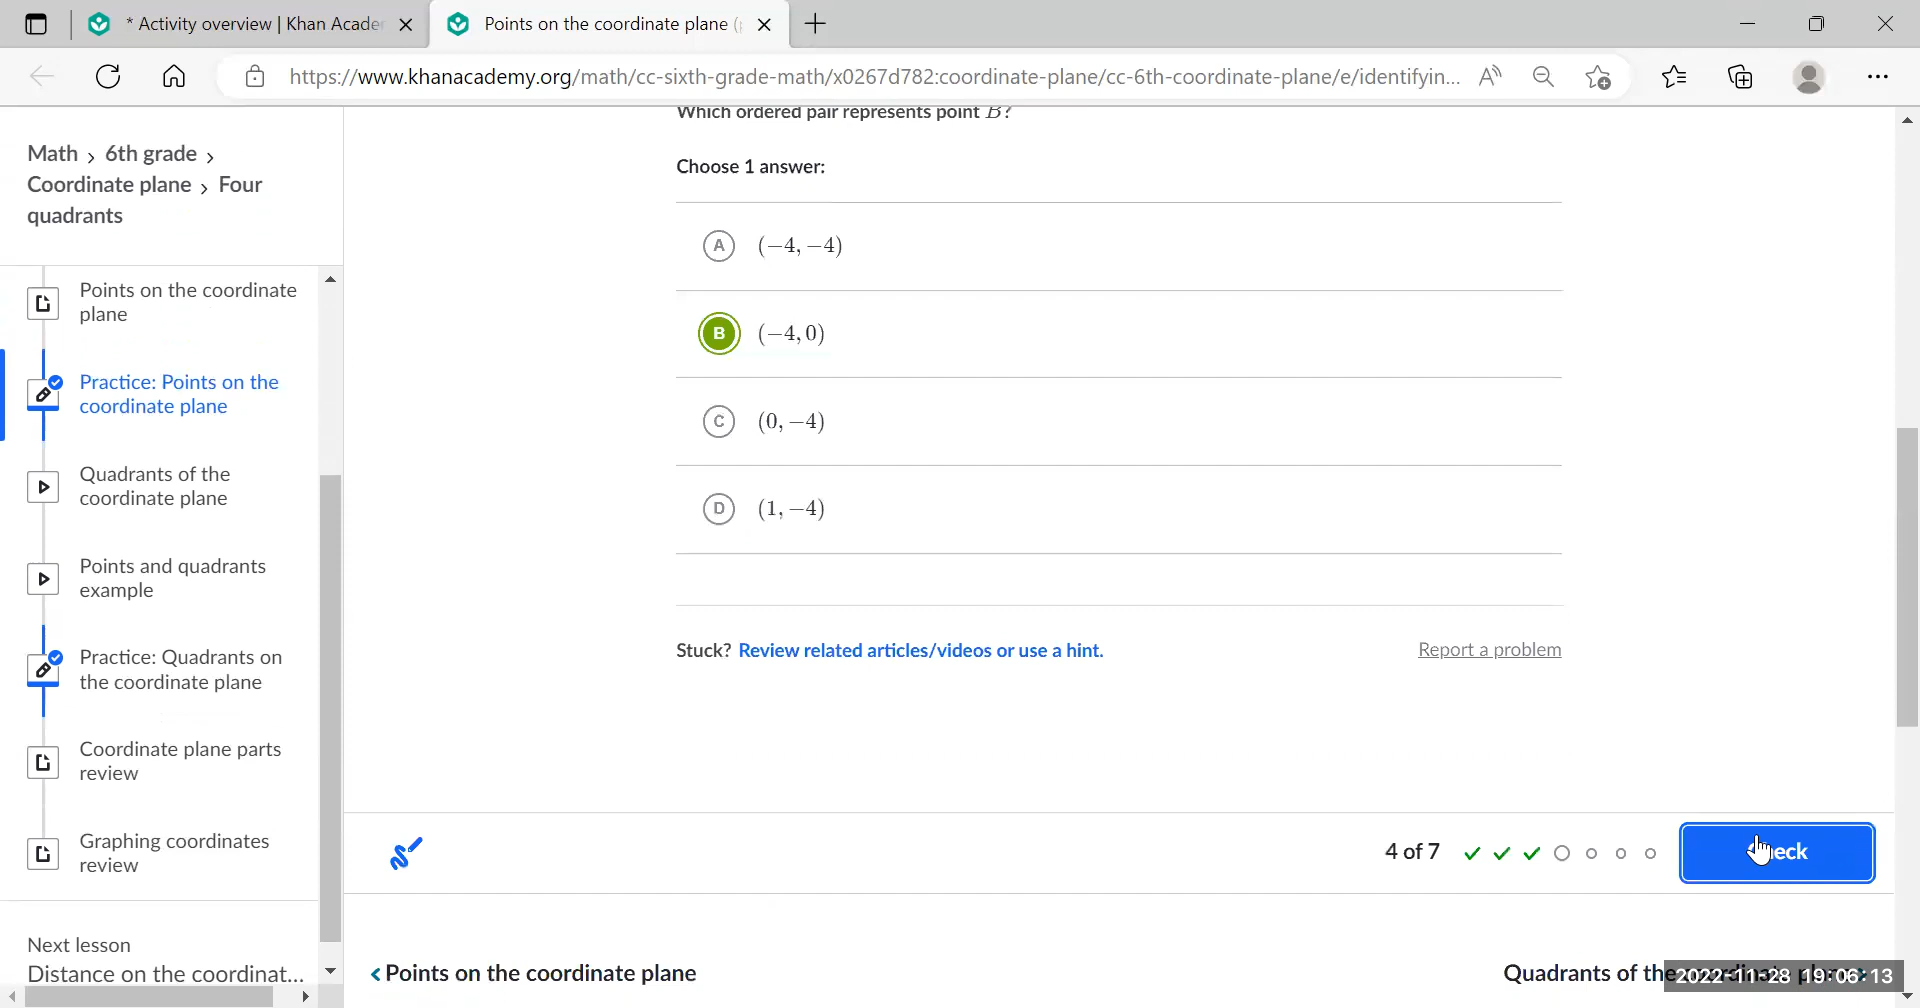 * Activity overview | Khan Acade
Points on the coordinate plane (
https://www.khanacademy.org/math/cc-sixth-grade-math/x0267d782:coordinate-plane/cc-6th-coordinate-plane/e/identifyin...
Math > 6th grade >
Coordinate plane > Four
quadrants
Points on the coordinate
plane
Practice: Points on the
coordinate plane
Quadrants of the
coordinate plane
Points and quadrants
example
Practice: Quadrants on
the coordinate plane
Coordinate plane parts
review
Graphing coordinates
review
Next lesson
Distance on the coordinat...
Which ordered pair represents point B?
Choose 1 answer:
A (−4, −4)
B (−4, 0)
C (0, −4)
D (1, −4)
Stuck? Review related articles/videos or use a hint.
Report a problem
4 of 7
eck
< Points on the coordinate plane
Quadrants of the
2022-11-28 19:06:13